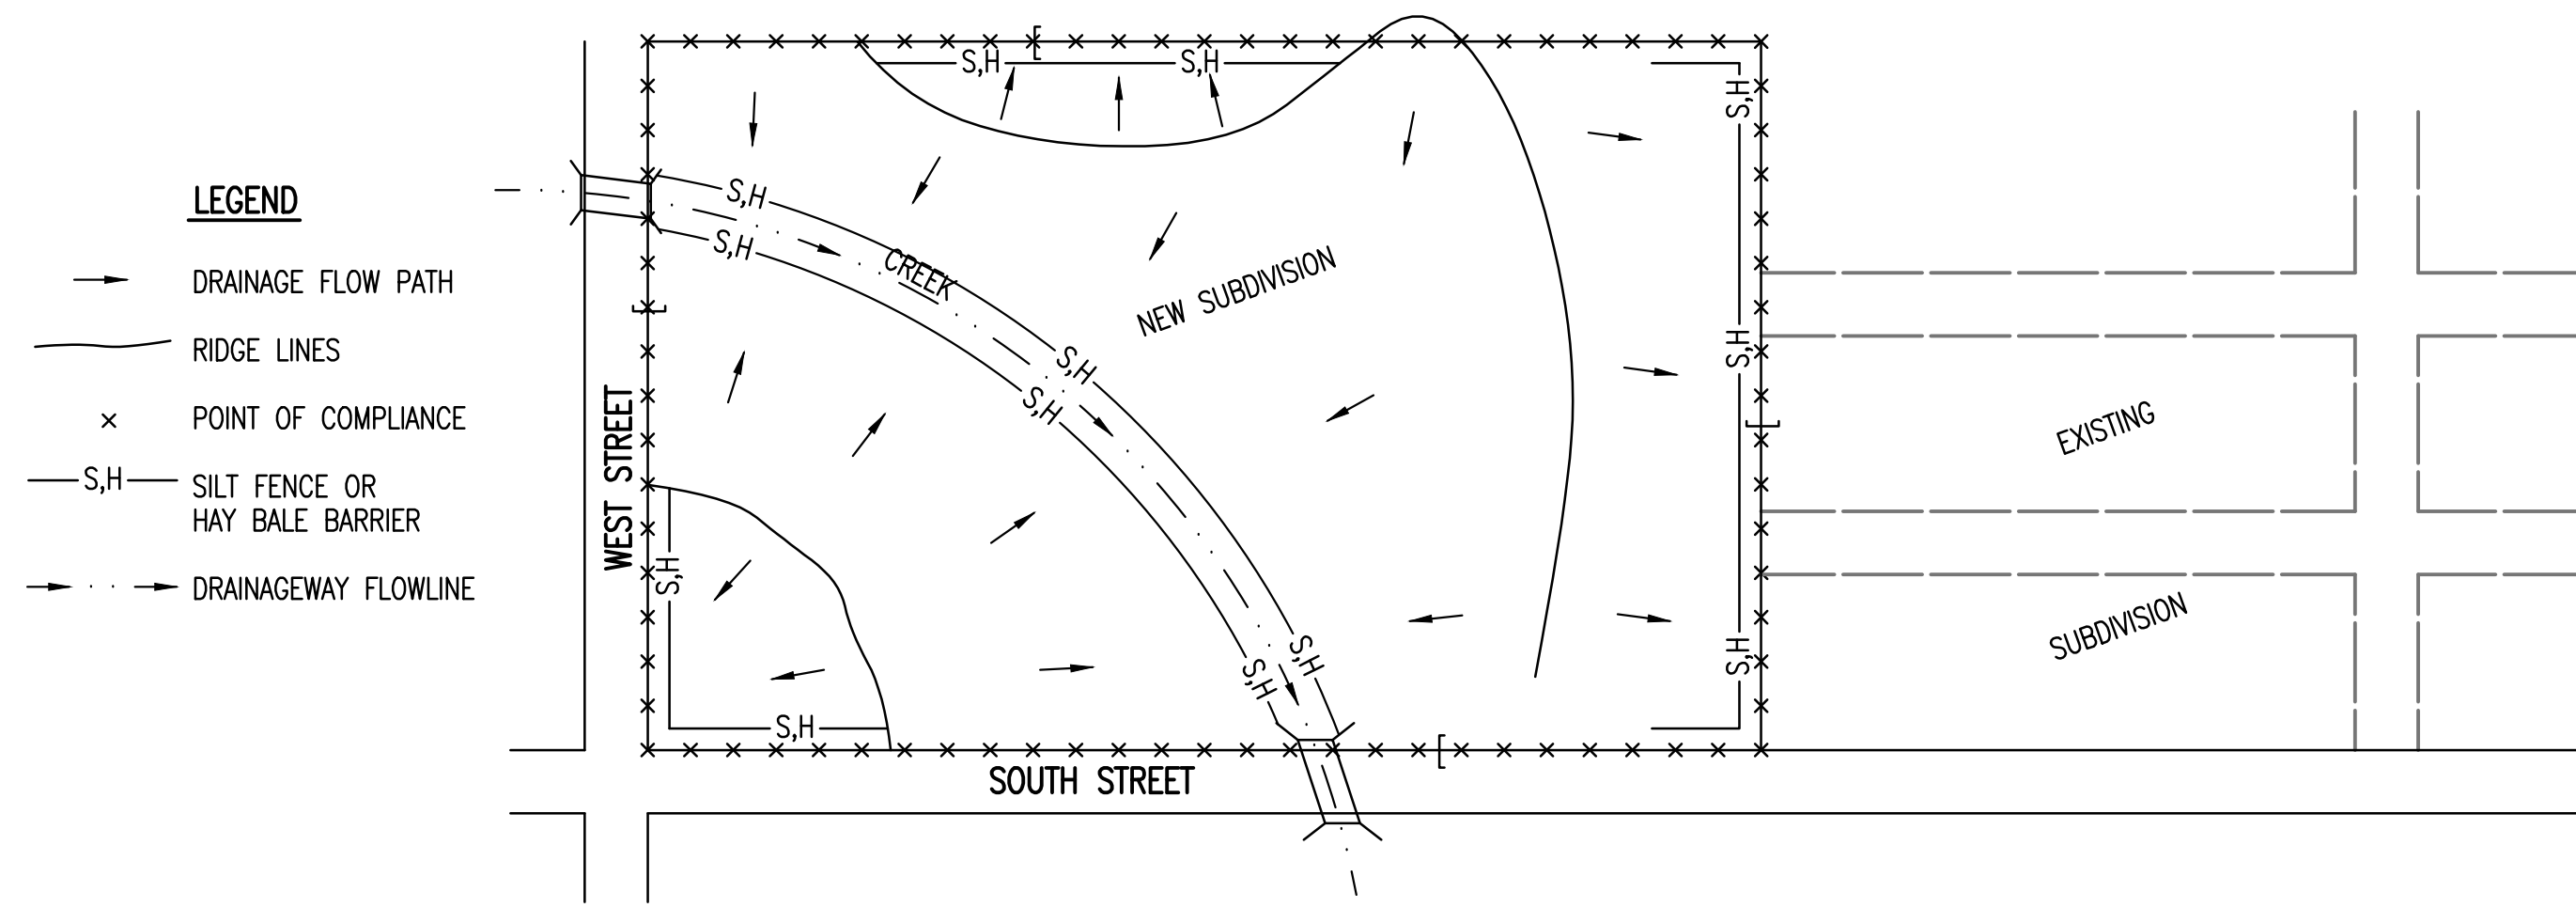 LEGEND
DRAINAGE FLOW PATH
RIDGE LINES
POINT OF COMPLIANCE
S,H
SILT FENCE OR
HAY BALE BARRIER
DRAINAGEWAY FLOWLINE
WEST STREET
SOUTH STREET
S,H
S,H
S,H
S,H
S,H
CREEK
NEW SUBDIVISION
S,H
S,H
S,H
S,H
S,H
S,H
S,H
S,H
S,H
EXISTING
SUBDIVISION